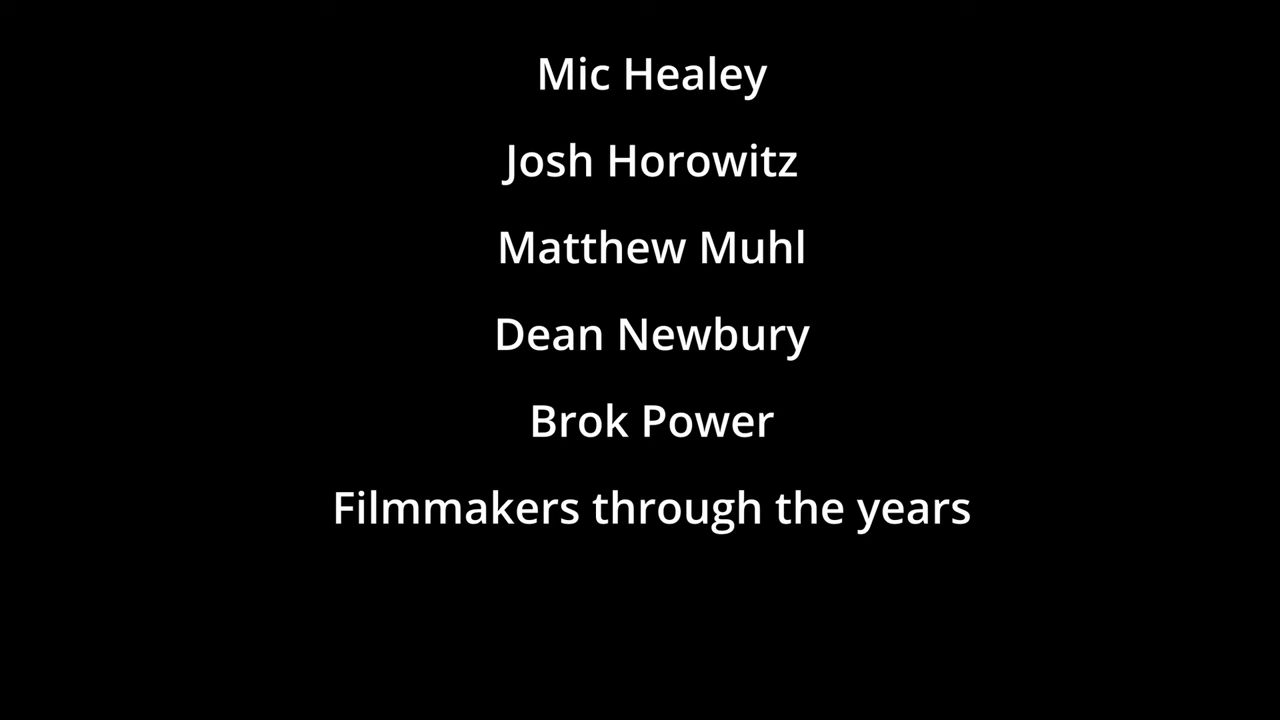 Mic Healey
Josh Horowitz
Matthew Muhl
Dean Newbury
Brok Power
Filmmakers through the years